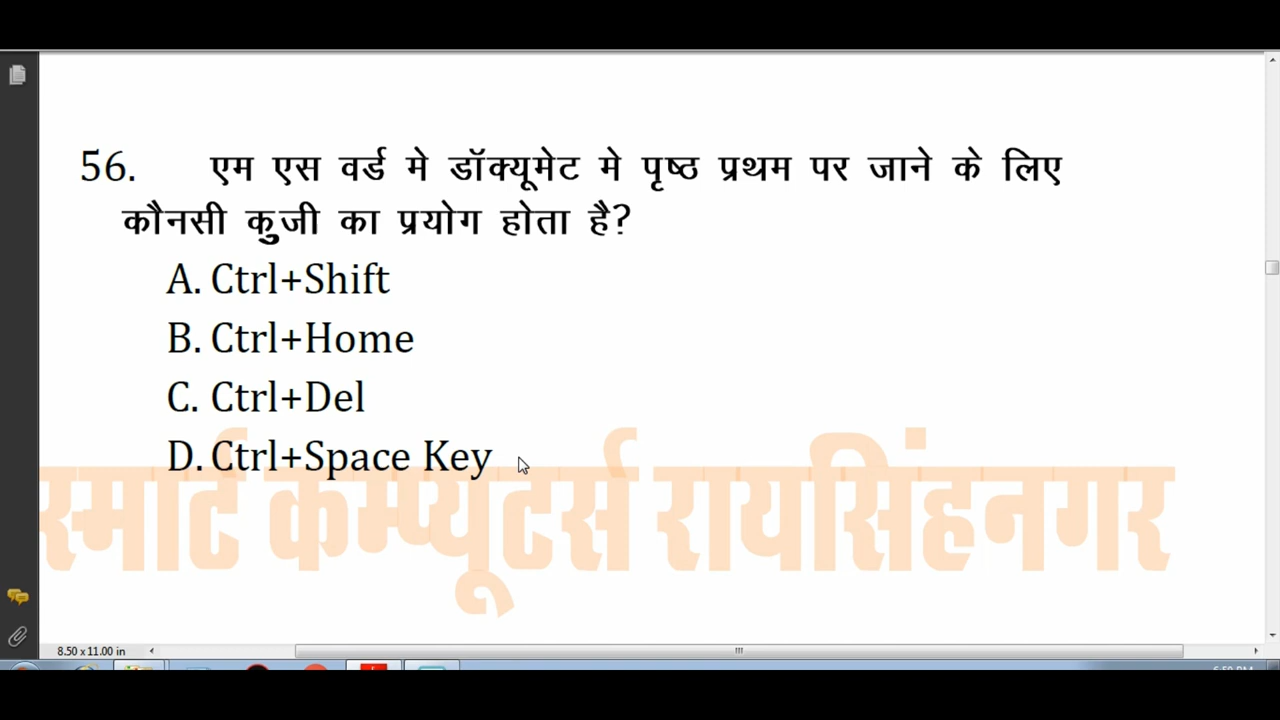 56. एम एस वर्ड मे डॉक्यूमेट मे पृष्ठ प्रथम पर जाने के लिए
कौनसी कुजी का प्रयोग होता है?
A. Ctrl+Shift
B. Ctrl+Home
C. Ctrl+Del
D. Ctrl+Space Key
स्मार्ट कम्प्यूटर्स रायसिंहनगर
8.50 x 11.00 in